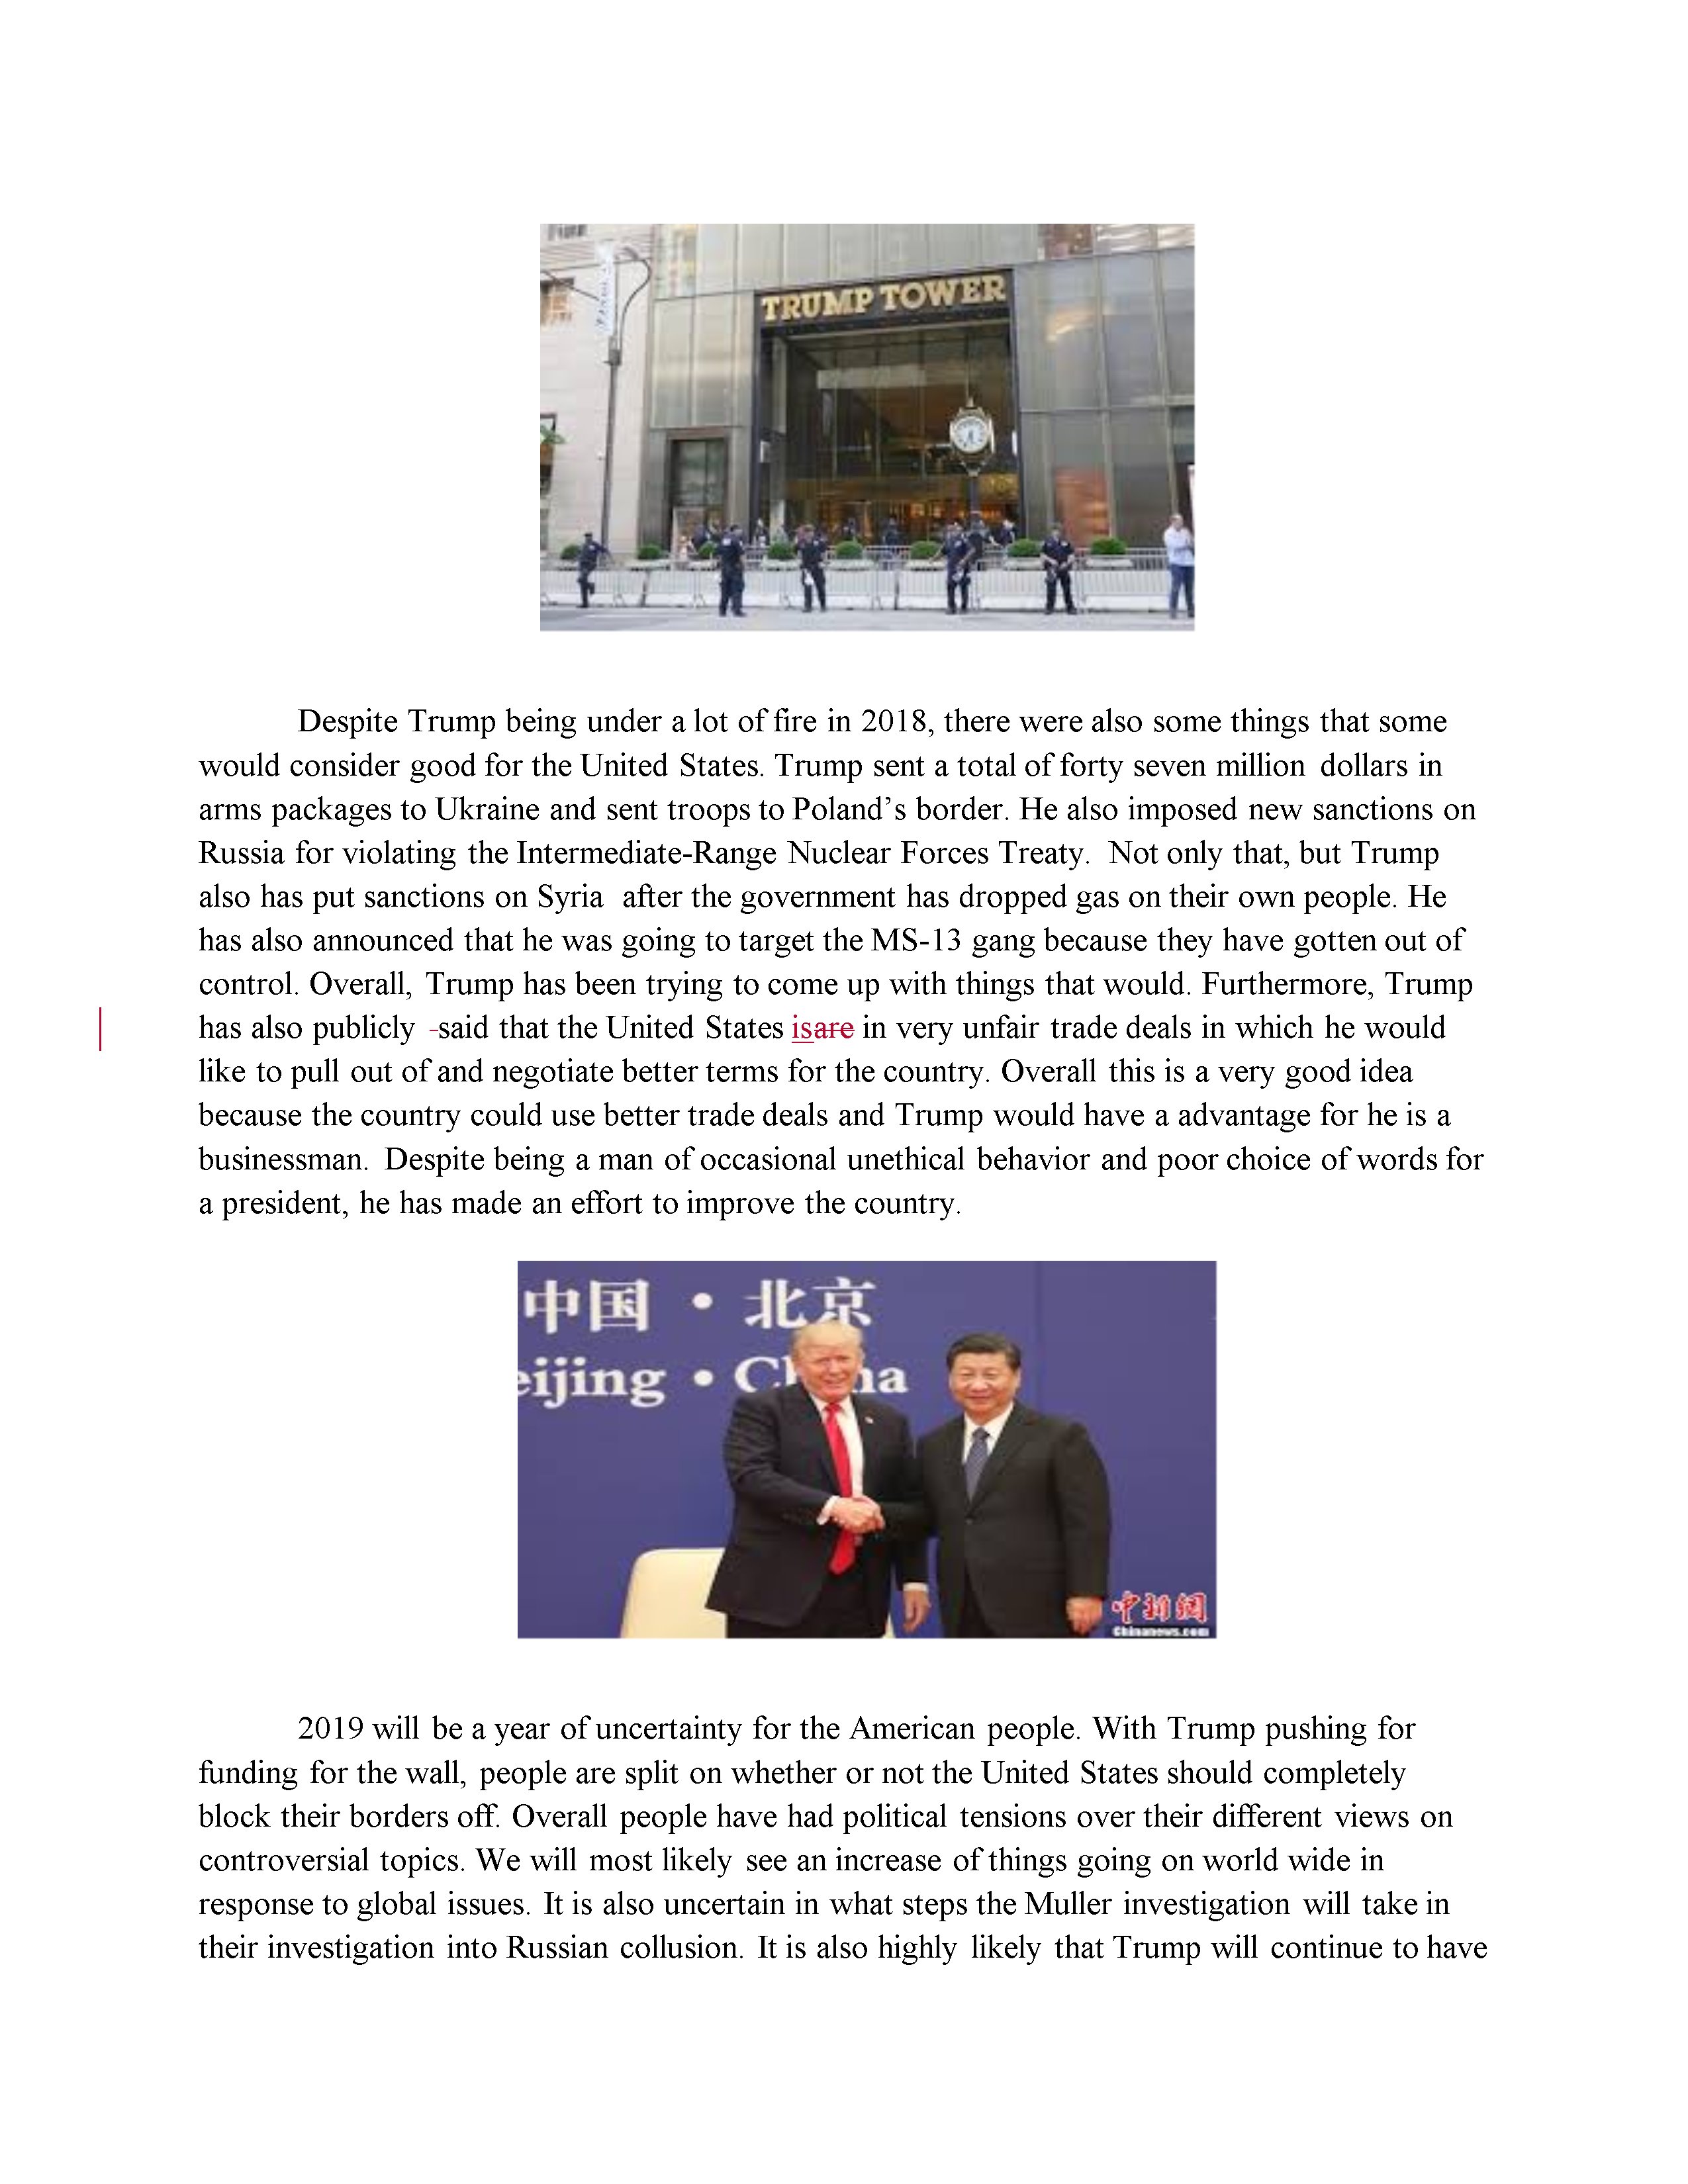 TRUMP TOWER
Despite Trump being under a lot of fire in 2018, there were also some things that some
would consider good for the United States. Trump sent a total of forty seven million dollars in
arms packages to Ukraine and sent troops to Poland’s border. He also imposed new sanctions on
Russia for violating the Intermediate-Range Nuclear Forces Treaty. Not only that, but Trump
also has put sanctions on Syria after the government has dropped gas on their own people. He
has also announced that he was going to target the MS-13 gang because they have gotten out of
control. Overall, Trump has been trying to come up with things that would. Furthermore, Trump
has also publicly -said that the United States isare in very unfair trade deals in which he would
like to pull out of and negotiate better terms for the country. Overall this is a very good idea
because the country could use better trade deals and Trump would have a advantage for he is a
businessman. Despite being a man of occasional unethical behavior and poor choice of words for
a president, he has made an effort to improve the country.
中国 · 北京
eijing · Ch na
中新網
Chinanews.com
2019 will be a year of uncertainty for the American people. With Trump pushing for
funding for the wall, people are split on whether or not the United States should completely
block their borders off. Overall people have had political tensions over their different views on
controversial topics. We will most likely see an increase of things going on world wide in
response to global issues. It is also uncertain in what steps the Muller investigation will take in
their investigation into Russian collusion. It is also highly likely that Trump will continue to have